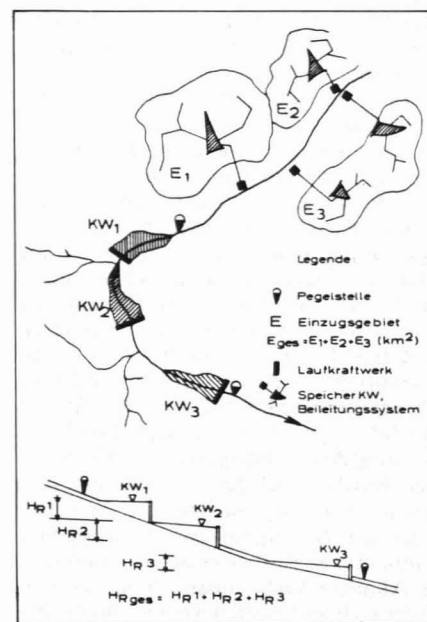 E₂
E₁
E₃
KW₁
KW₂
KW₃
Legende:
Pegelstelle
E Einzugsgebiet
Eges=E₁+E₂+E₃ (km²)
Laufkraftwerk
Speicher KW,
Beileitungssystem
KW₁
KW₂
KW₃
HR1
HR2
HR3
HRges = HR1+HR2+HR3